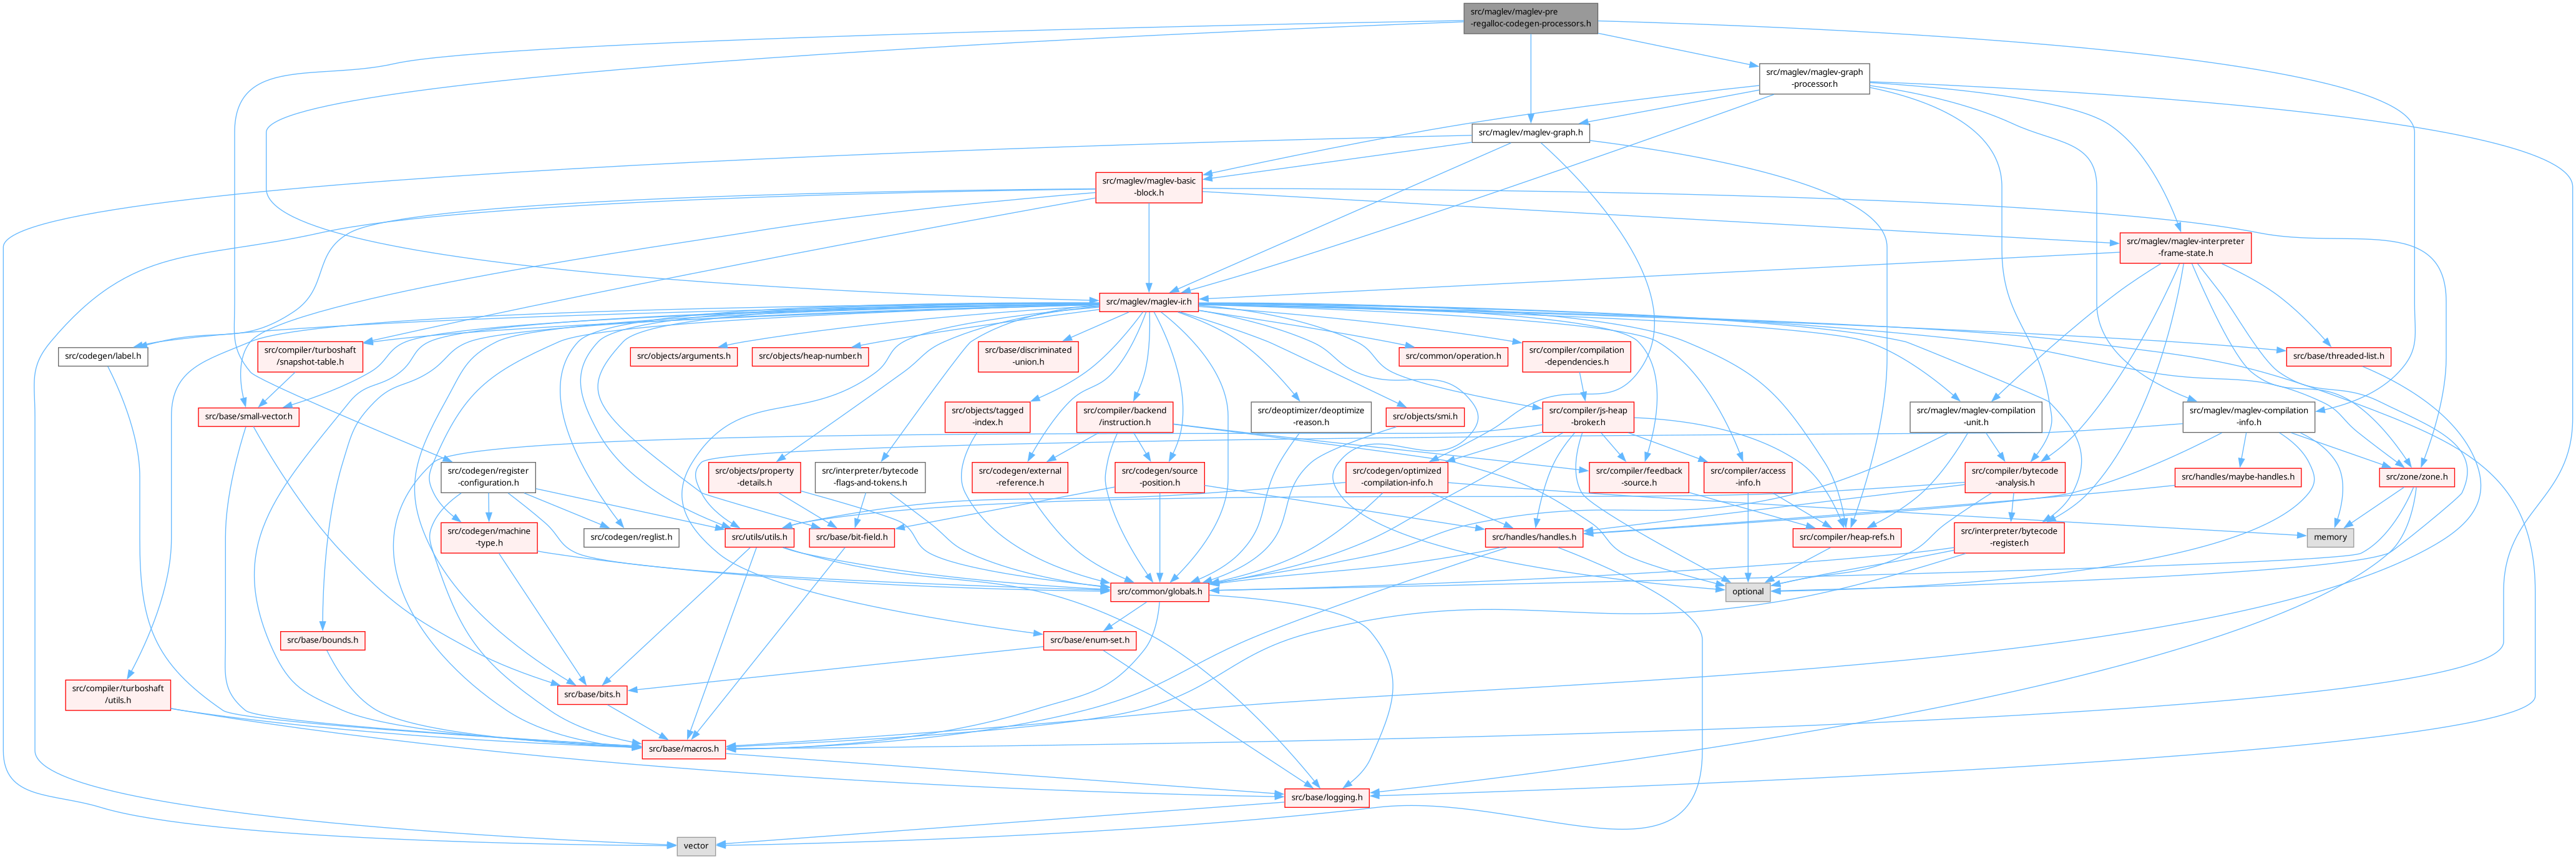 src/maglev/maglev-pre
-regalloc-codegen-processors.h
src/maglev/maglev-graph
-processor.h
src/maglev/maglev-graph.h
src/maglev/maglev-basic
-block.h
src/maglev/maglev-interpreter
-frame-state.h
src/maglev/maglev-ir.h
src/codegen/label.h
src/compiler/turboshaft
/snapshot-table.h
src/objects/arguments.h
src/objects/heap-number.h
src/base/discriminated
-union.h
src/common/operation.h
src/compiler/compilation
-dependencies.h
src/base/threaded-list.h
src/base/small-vector.h
src/objects/tagged
-index.h
src/compiler/backend
/instruction.h
src/deoptimizer/deoptimize
-reason.h
src/objects/smi.h
src/compiler/js-heap
-broker.h
src/maglev/maglev-compilation
-unit.h
src/maglev/maglev-compilation
-info.h
src/codegen/register
-configuration.h
src/objects/property
-details.h
src/interpreter/bytecode
-flags-and-tokens.h
src/codegen/external
-reference.h
src/codegen/source
-position.h
src/codegen/optimized
-compilation-info.h
src/compiler/feedback
-source.h
src/compiler/access
-info.h
src/compiler/bytecode
-analysis.h
src/handles/maybe-handles.h
src/zone/zone.h
src/codegen/machine
-type.h
src/codegen/reglist.h
src/utils/utils.h
src/base/bit-field.h
src/handles/handles.h
src/compiler/heap-refs.h
src/interpreter/bytecode
-register.h
memory
src/common/globals.h
optional
src/base/bounds.h
src/base/enum-set.h
src/compiler/turboshaft
/utils.h
src/base/bits.h
src/base/macros.h
src/base/logging.h
vector